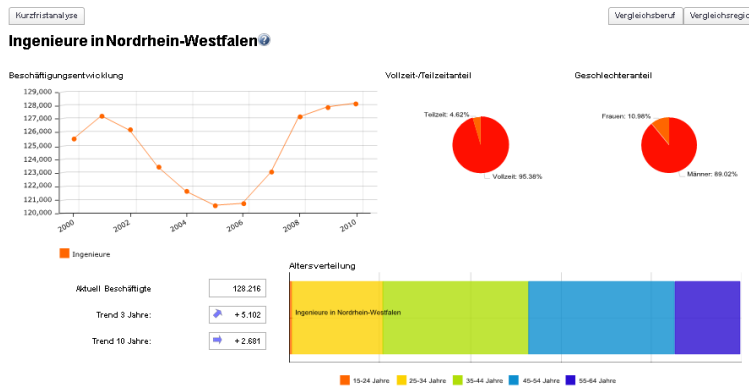 Kurzfristanalyse
Vergleichsberuf
Vergleichsregio
Ingenieure in Nordrhein-Westfalen
Beschäftigungsentwicklung
Vollzeit-/Teilzeitanteil
Geschlechteranteil
129,000
128,000
127,000
126,000
125,000
124,000
123,000
122,000
121,000
120,000
2000
2002
2004
2006
2008
2010
Ingenieure
Teilzeit: 4.62%
Vollzeit: 95.38%
Frauen: 10.98%
Männer: 89.02%
Aktuell Beschäftigte 128.216
Trend 3 Jahre: + 5.102
Trend 10 Jahre: + 2.681
Altersverteilung
Ingenieure in Nordrhein-Westfalen
15-24 Jahre 25-34 Jahre 35-44 Jahre 45-54 Jahre 55-64 Jahre